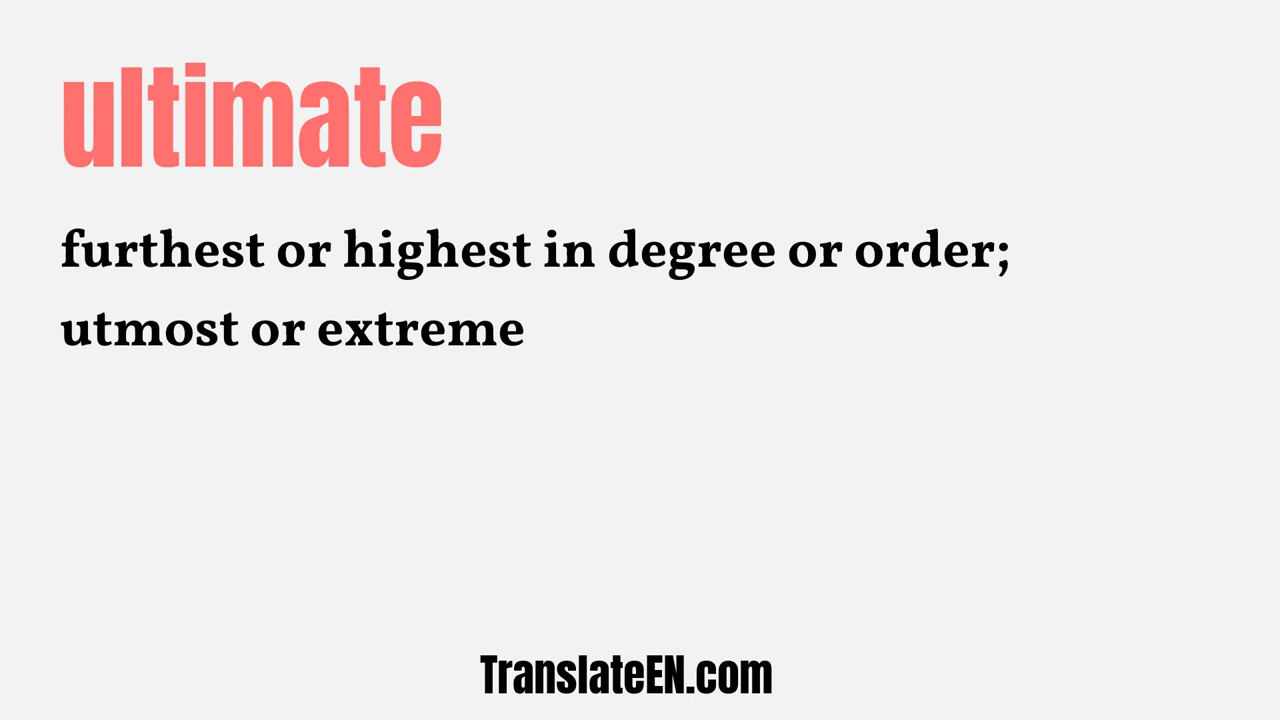 ultimate
furthest or highest in degree or order;
utmost or extreme
TranslateEN.com